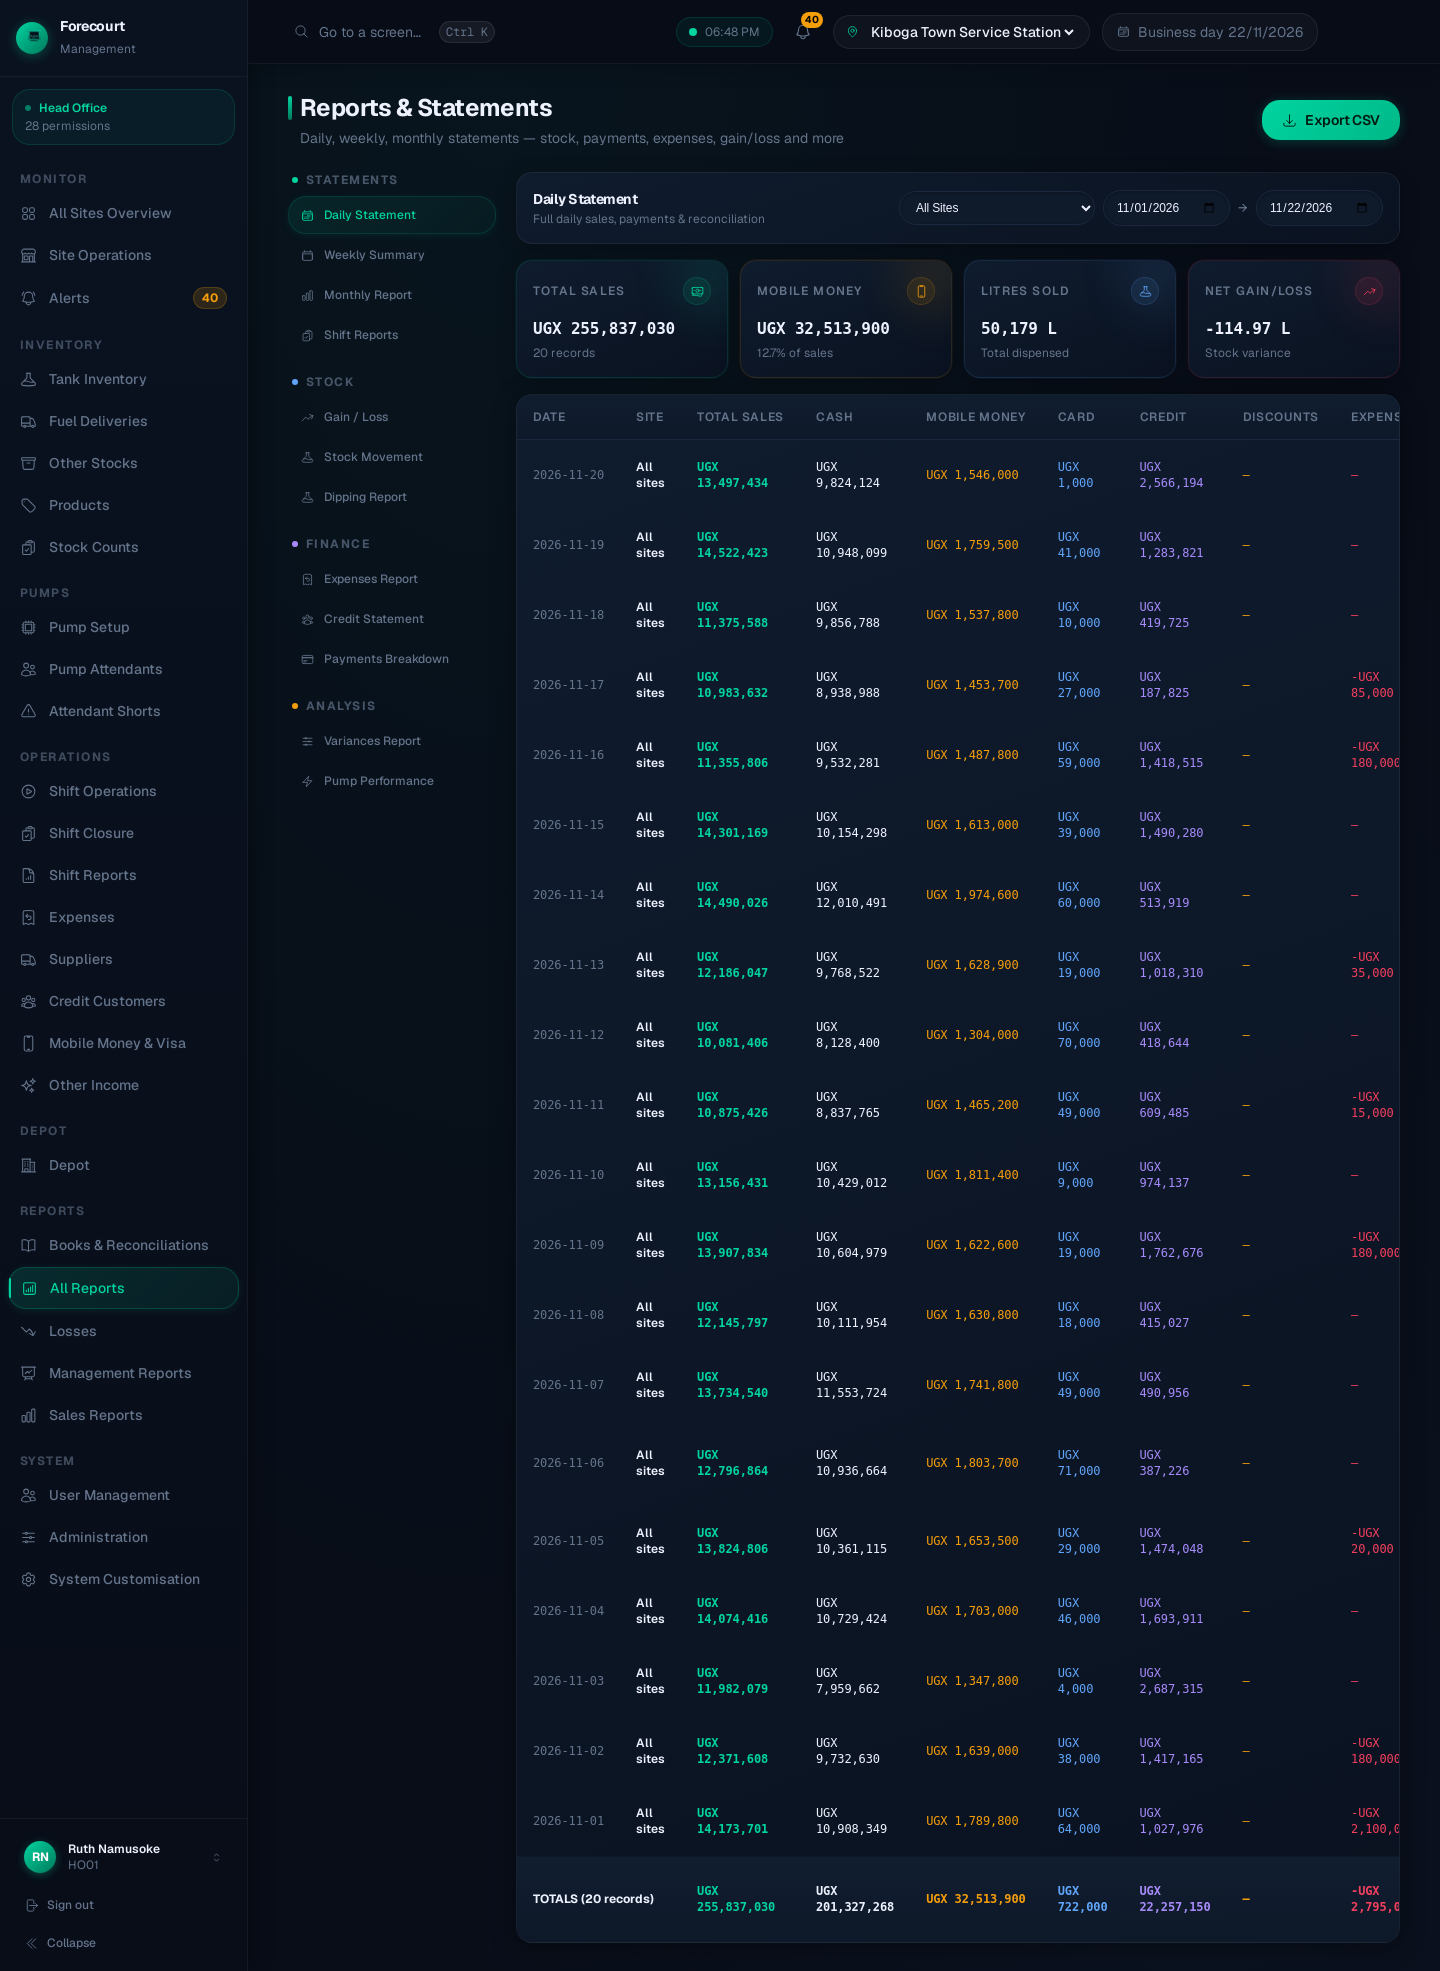 Forecourt
Management
Head Office
28 permissions
MONITOR
All Sites Overview
Site Operations
Alerts 40
INVENTORY
Tank Inventory
Fuel Deliveries
Other Stocks
Products
Stock Counts
PUMPS
Pump Setup
Pump Attendants
Attendant Shorts
OPERATIONS
Shift Operations
Shift Closure
Shift Reports
Expenses
Suppliers
Credit Customers
Mobile Money & Visa
Other Income
DEPOT
Depot
REPORTS
Books & Reconciliations
All Reports
Losses
Management Reports
Sales Reports
SYSTEM
User Management
Administration
System Customisation
RN Ruth Namusoke
HO01
Sign out
Collapse
Go to a screen... Ctrl K
06:48 PM
40
Kiboga Town Service Station
Business day 22/11/2026
Reports & Statements
Daily, weekly, monthly statements — stock, payments, expenses, gain/loss and more
Export CSV
STATEMENTS
Daily Statement
Weekly Summary
Monthly Report
Shift Reports
STOCK
Gain / Loss
Stock Movement
Dipping Report
FINANCE
Expenses Report
Credit Statement
Payments Breakdown
ANALYSIS
Variances Report
Pump Performance
Daily Statement
Full daily sales, payments & reconciliation
All Sites 11/01/2026 → 11/22/2026
TOTAL SALES
UGX 255,837,030
20 records
MOBILE MONEY
UGX 32,513,900
12.7% of sales
LITRES SOLD
50,179 L
Total dispensed
NET GAIN/LOSS
-114.97 L
Stock variance
DATE SITE TOTAL SALES CASH MOBILE MONEY CARD CREDIT DISCOUNTS EXPENS
2026-11-20 All sites UGX 13,497,434 UGX 9,824,124 UGX 1,546,000 UGX 1,000 UGX 2,566,194 — —
2026-11-19 All sites UGX 14,522,423 UGX 10,948,099 UGX 1,759,500 UGX 41,000 UGX 1,283,821 — —
2026-11-18 All sites UGX 11,375,588 UGX 9,856,788 UGX 1,537,800 UGX 10,000 UGX 419,725 — —
2026-11-17 All sites UGX 10,983,632 UGX 8,938,988 UGX 1,453,700 UGX 27,000 UGX 187,825 — -UGX 85,000
2026-11-16 All sites UGX 11,355,806 UGX 9,532,281 UGX 1,487,800 UGX 59,000 UGX 1,418,515 — -UGX 180,000
2026-11-15 All sites UGX 14,301,169 UGX 10,154,298 UGX 1,613,000 UGX 39,000 UGX 1,490,280 — —
2026-11-14 All sites UGX 14,490,026 UGX 12,010,491 UGX 1,974,600 UGX 60,000 UGX 513,919 — —
2026-11-13 All sites UGX 12,186,047 UGX 9,768,522 UGX 1,628,900 UGX 19,000 UGX 1,018,310 — -UGX 35,000
2026-11-12 All sites UGX 10,081,406 UGX 8,128,400 UGX 1,304,000 UGX 70,000 UGX 418,644 — —
2026-11-11 All sites UGX 10,875,426 UGX 8,837,765 UGX 1,465,200 UGX 49,000 UGX 609,485 — -UGX 15,000
2026-11-10 All sites UGX 13,156,431 UGX 10,429,012 UGX 1,811,400 UGX 9,000 UGX 974,137 — —
2026-11-09 All sites UGX 13,907,834 UGX 10,604,979 UGX 1,622,600 UGX 19,000 UGX 1,762,676 — -UGX 180,000
2026-11-08 All sites UGX 12,145,797 UGX 10,111,954 UGX 1,630,800 UGX 18,000 UGX 415,027 — —
2026-11-07 All sites UGX 13,734,540 UGX 11,553,724 UGX 1,741,800 UGX 49,000 UGX 490,956 — —
2026-11-06 All sites UGX 12,796,864 UGX 10,936,664 UGX 1,803,700 UGX 71,000 UGX 387,226 — —
2026-11-05 All sites UGX 13,824,806 UGX 10,361,115 UGX 1,653,500 UGX 29,000 UGX 1,474,048 — -UGX 20,000
2026-11-04 All sites UGX 14,074,416 UGX 10,729,424 UGX 1,703,000 UGX 46,000 UGX 1,693,911 — —
2026-11-03 All sites UGX 11,982,079 UGX 7,959,662 UGX 1,347,800 UGX 4,000 UGX 2,687,315 — —
2026-11-02 All sites UGX 12,371,608 UGX 9,732,630 UGX 1,639,000 UGX 38,000 UGX 1,417,165 — -UGX 180,000
2026-11-01 All sites UGX 14,173,701 UGX 10,908,349 UGX 1,789,800 UGX 64,000 UGX 1,027,976 — -UGX 2,100,0
TOTALS (20 records) UGX 255,837,030 UGX 201,327,268 UGX 32,513,900 UGX 722,000 UGX 22,257,150 — -UGX 2,795,0